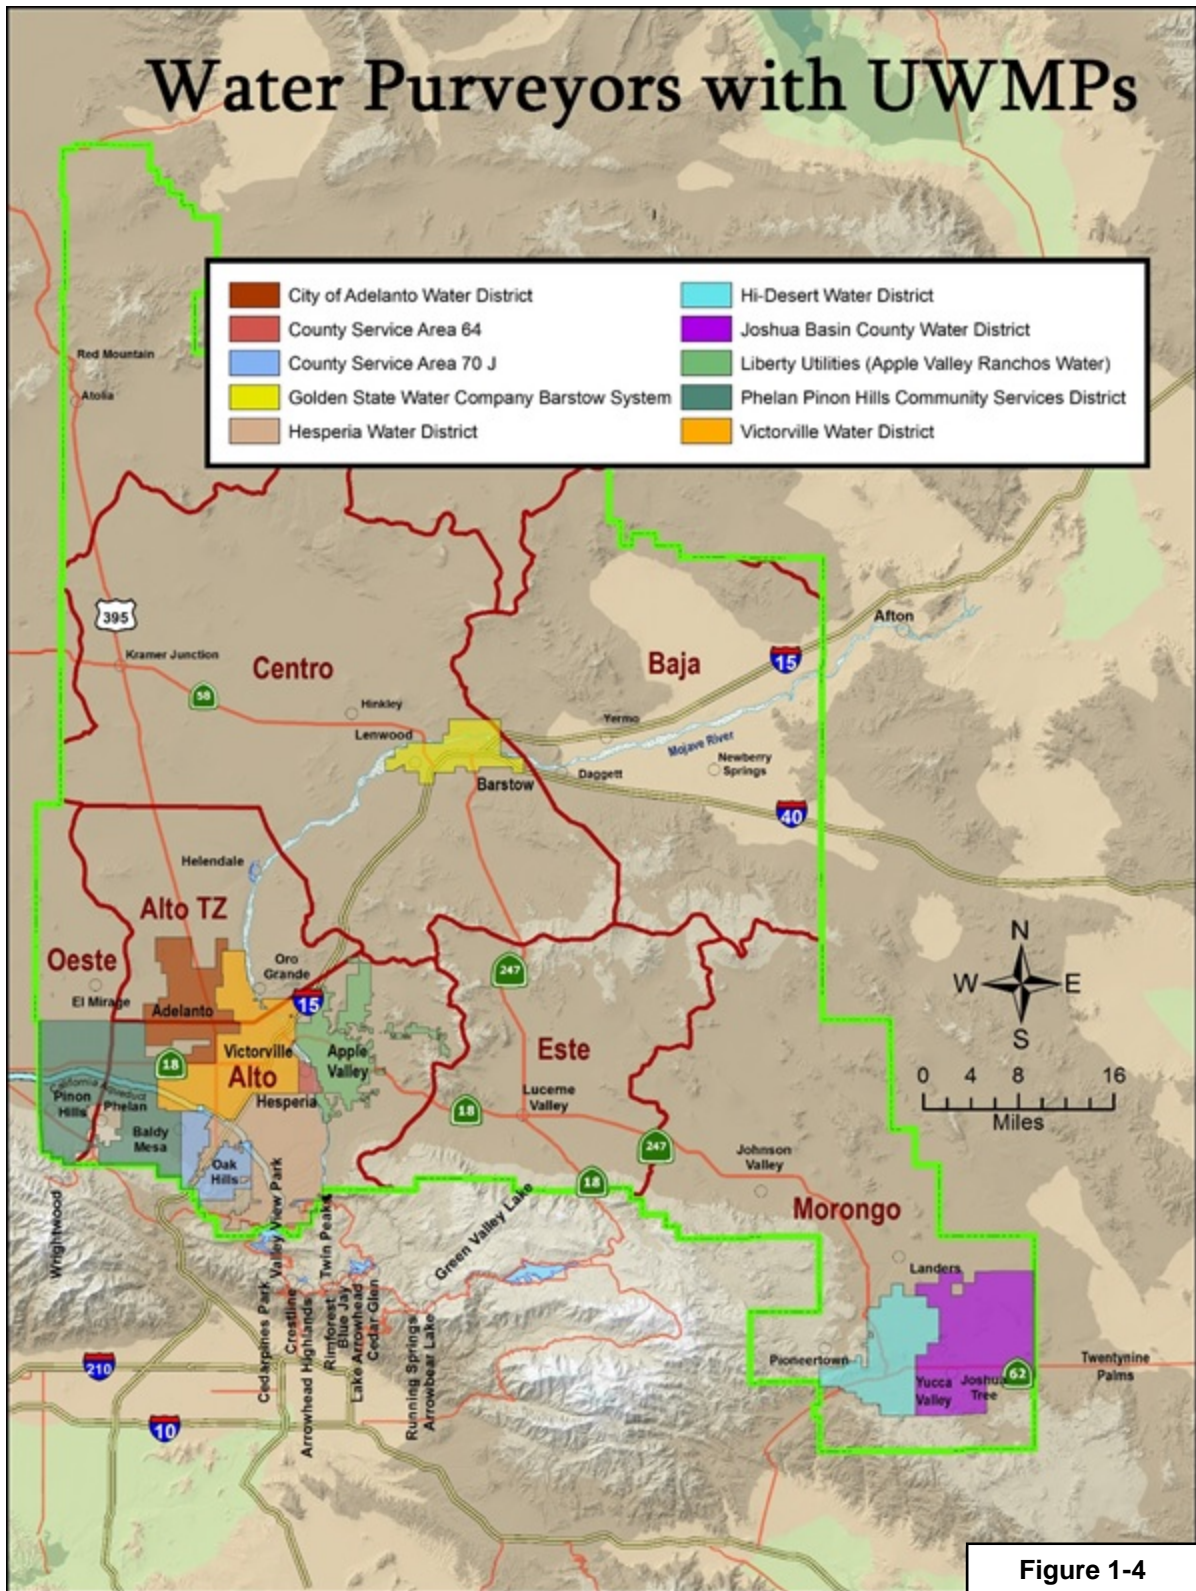 Water Purveyors with UWMPs
City of Adelanto Water District
County Service Area 64
County Service Area 70 J
Golden State Water Company Barstow System
Hesperia Water District
Hi-Desert Water District
Joshua Basin County Water District
Liberty Utilities (Apple Valley Ranchos Water)
Phelan Pinon Hills Community Services District
Victorville Water District
Red Mountain
Atolia
395
Kramer Junction
58
Centro
Hinkley
Lenwood
Barstow
Baja
15
Afton
Yermo
Mojave River
Daggett
Newberry
Springs
40
Helendale
Alto TZ
Oeste
El Mirage
Adelanto
Oro
Grande
15
247
18
Victorville
Alto
Apple
Valley
Hesperia
California Aqueduct
Pinon
Hills
Phelan
Baldy
Mesa
Oak
Hills
Este
Lucerne
Valley
18
247
18
Johnson
Valley
Morongo
Landers
Pioneertown
Yucca
Valley
Joshua
Tree
62
Twentynine
Palms
N
W
E
S
0 4 8 16
Miles
Wrightwood
Valley View Park
Twin Peaks
Green Valley Lake
Cedarpines Park
Crestline
Arrowhead Highlands
Rimforest
Blue Jay
Lake Arrowhead
Cedar Glen
Running Springs
Arrowbear Lake
210
10
Figure 1-4